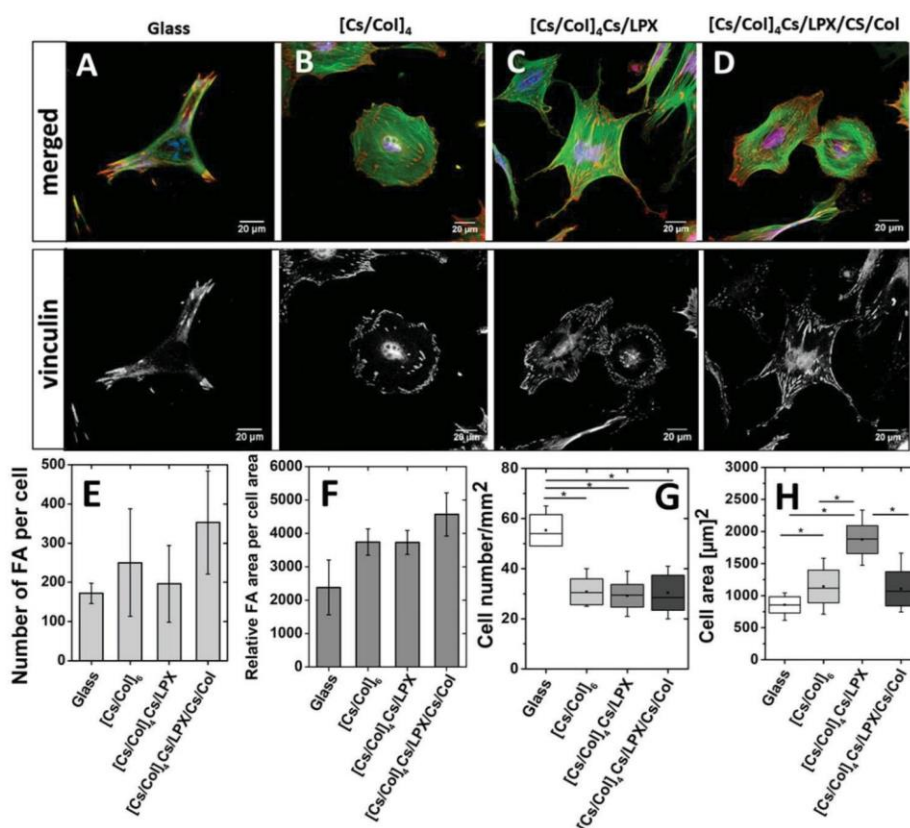 Glass [Cs/Col]₄ [Cs/Col]₄Cs/LPX [Cs/Col]₄Cs/LPX/CS/Col
merged
A B C D
20 µm 20 µm 20 µm 20 µm
vinculin
20 µm 20 µm 20 µm 20 µm
E
Number of FA per cell
500
400
300
200
100
0
Glass
[Cs/Col]₆
[Cs/Col]₄Cs/LPX
[Cs/Col]₄Cs/LPX/Cs/Col
F
Relative FA area per cell area
6000
5000
4000
3000
2000
1000
0
Glass
[Cs/Col]₆
[Cs/Col]₄Cs/LPX
[Cs/Col]₄Cs/LPX/Cs/Col
G
Cell number/mm²
80
60
40
20
0
* * * *
Glass
[Cs/Col]₆
[Cs/Col]₄Cs/LPX
[Cs/Col]₄Cs/LPX/Cs/Col
H
Cell area [µm]²
3000
2500
2000
1500
1000
500
0
* * * *
Glass
[Cs/Col]₆
[Cs/Col]₄Cs/LPX
[Cs/Col]₄Cs/LPX/Cs/Col